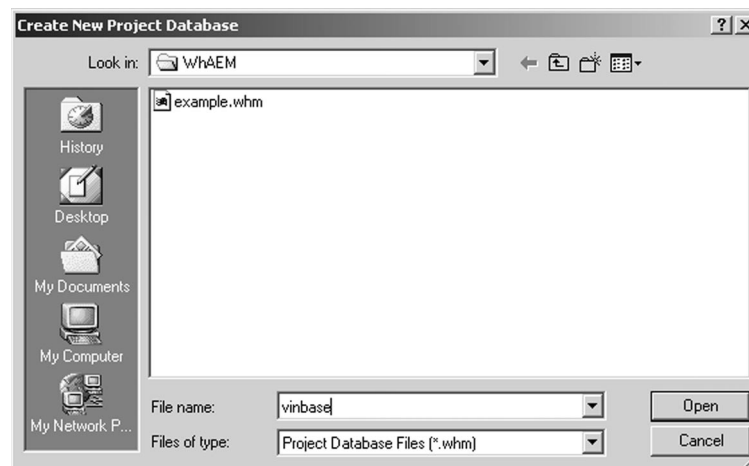 Create New Project Database
Look in: WhAEM
example.whm
History
Desktop
My Documents
My Computer
My Network P...
File name: vinbase
Open
Files of type: Project Database Files (*.whm)
Cancel